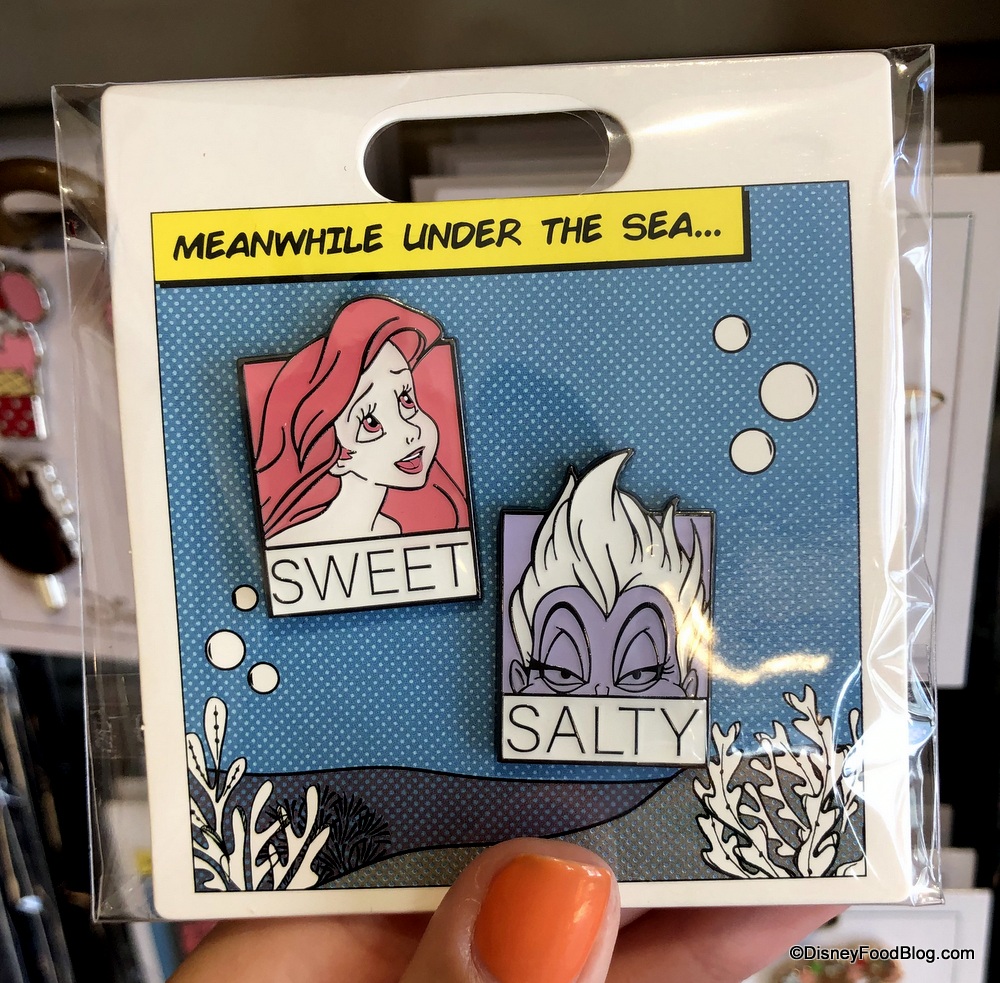 MEANWHILE UNDER THE SEA...
SWEET
SALTY
©DisneyFoodBlog.com